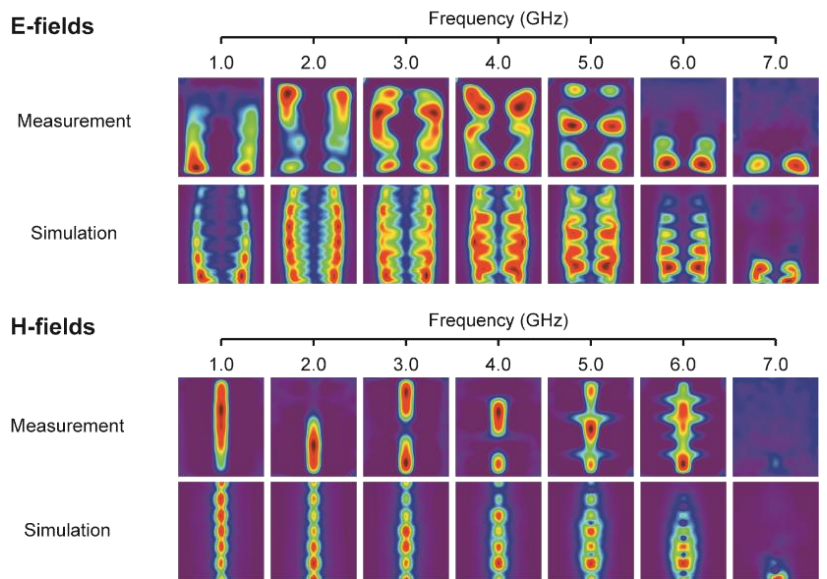 Frequency (GHz)
E-fields
1.0 2.0 3.0 4.0 5.0 6.0 7.0
Measurement
Simulation
Frequency (GHz)
H-fields
1.0 2.0 3.0 4.0 5.0 6.0 7.0
Measurement
Simulation